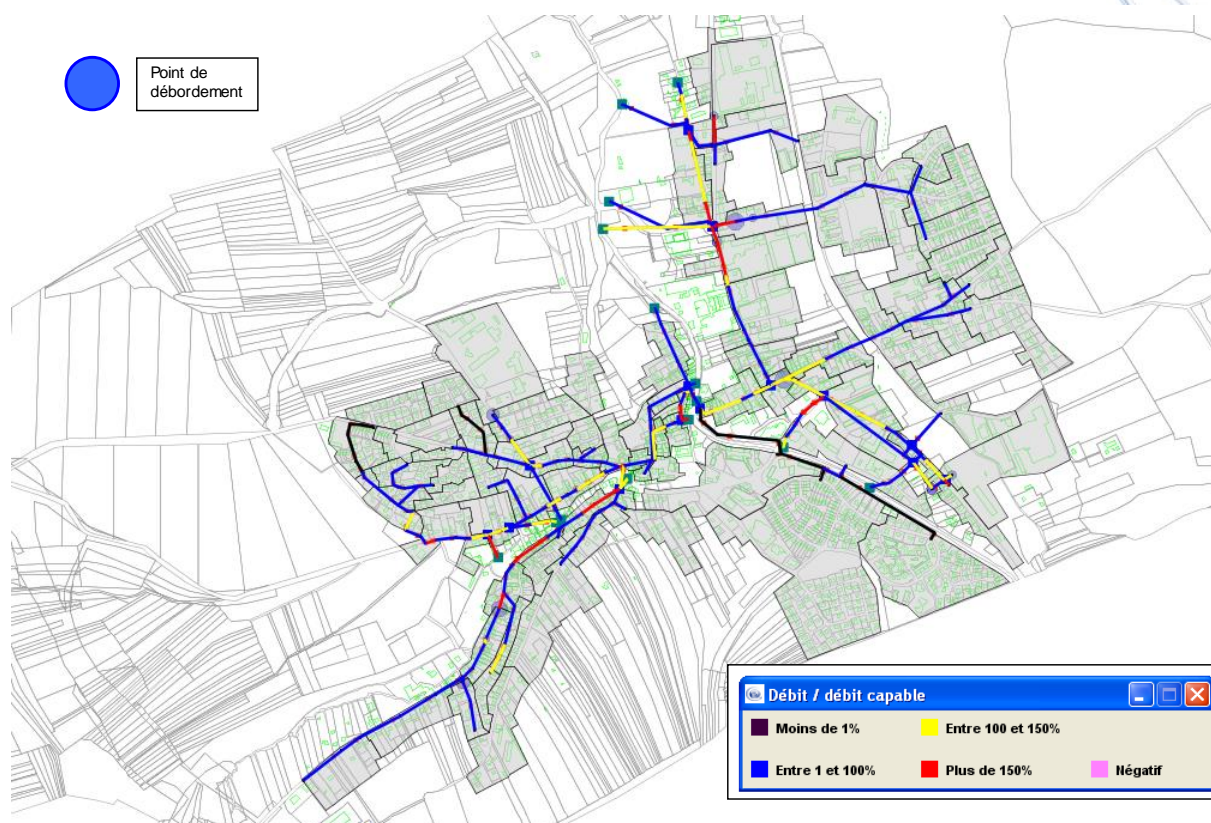 Point de
débordement
Débit / débit capable
Moins de 1%
Entre 100 et 150%
Entre 1 et 100%
Plus de 150%
Négatif